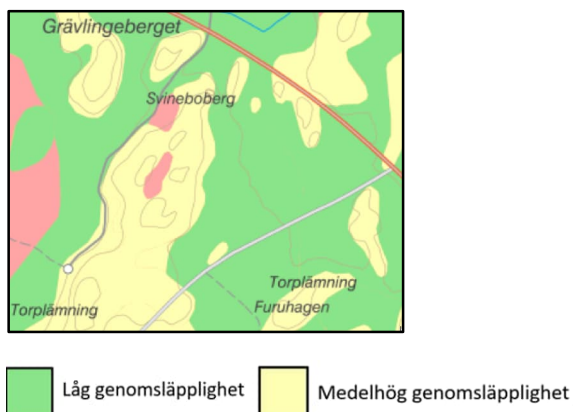 Grävlingeberget
Svineboberg
Torplämning
Torplämning
Furuhagen
Låg genomsläpplighet
Medelhög genomsläpplighet